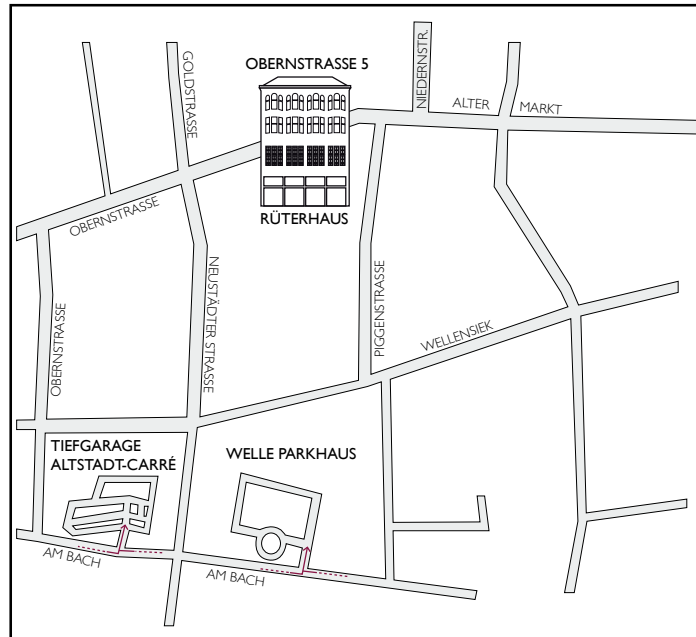 OBERNSTRASSE 5
GOLDSTRASSE
NIEDERNSTR.
ALTER
MARKT
OBERNSTRASSE
RÜTERHAUS
OBERNSTRASSE
NEUSTÄDTER STRASSE
PIGGENSTRASSE
WELLENSIEK
TIEFGARAGE
ALTSTADT-CARRÉ
WELLE PARKHAUS
AM BACH
AM BACH